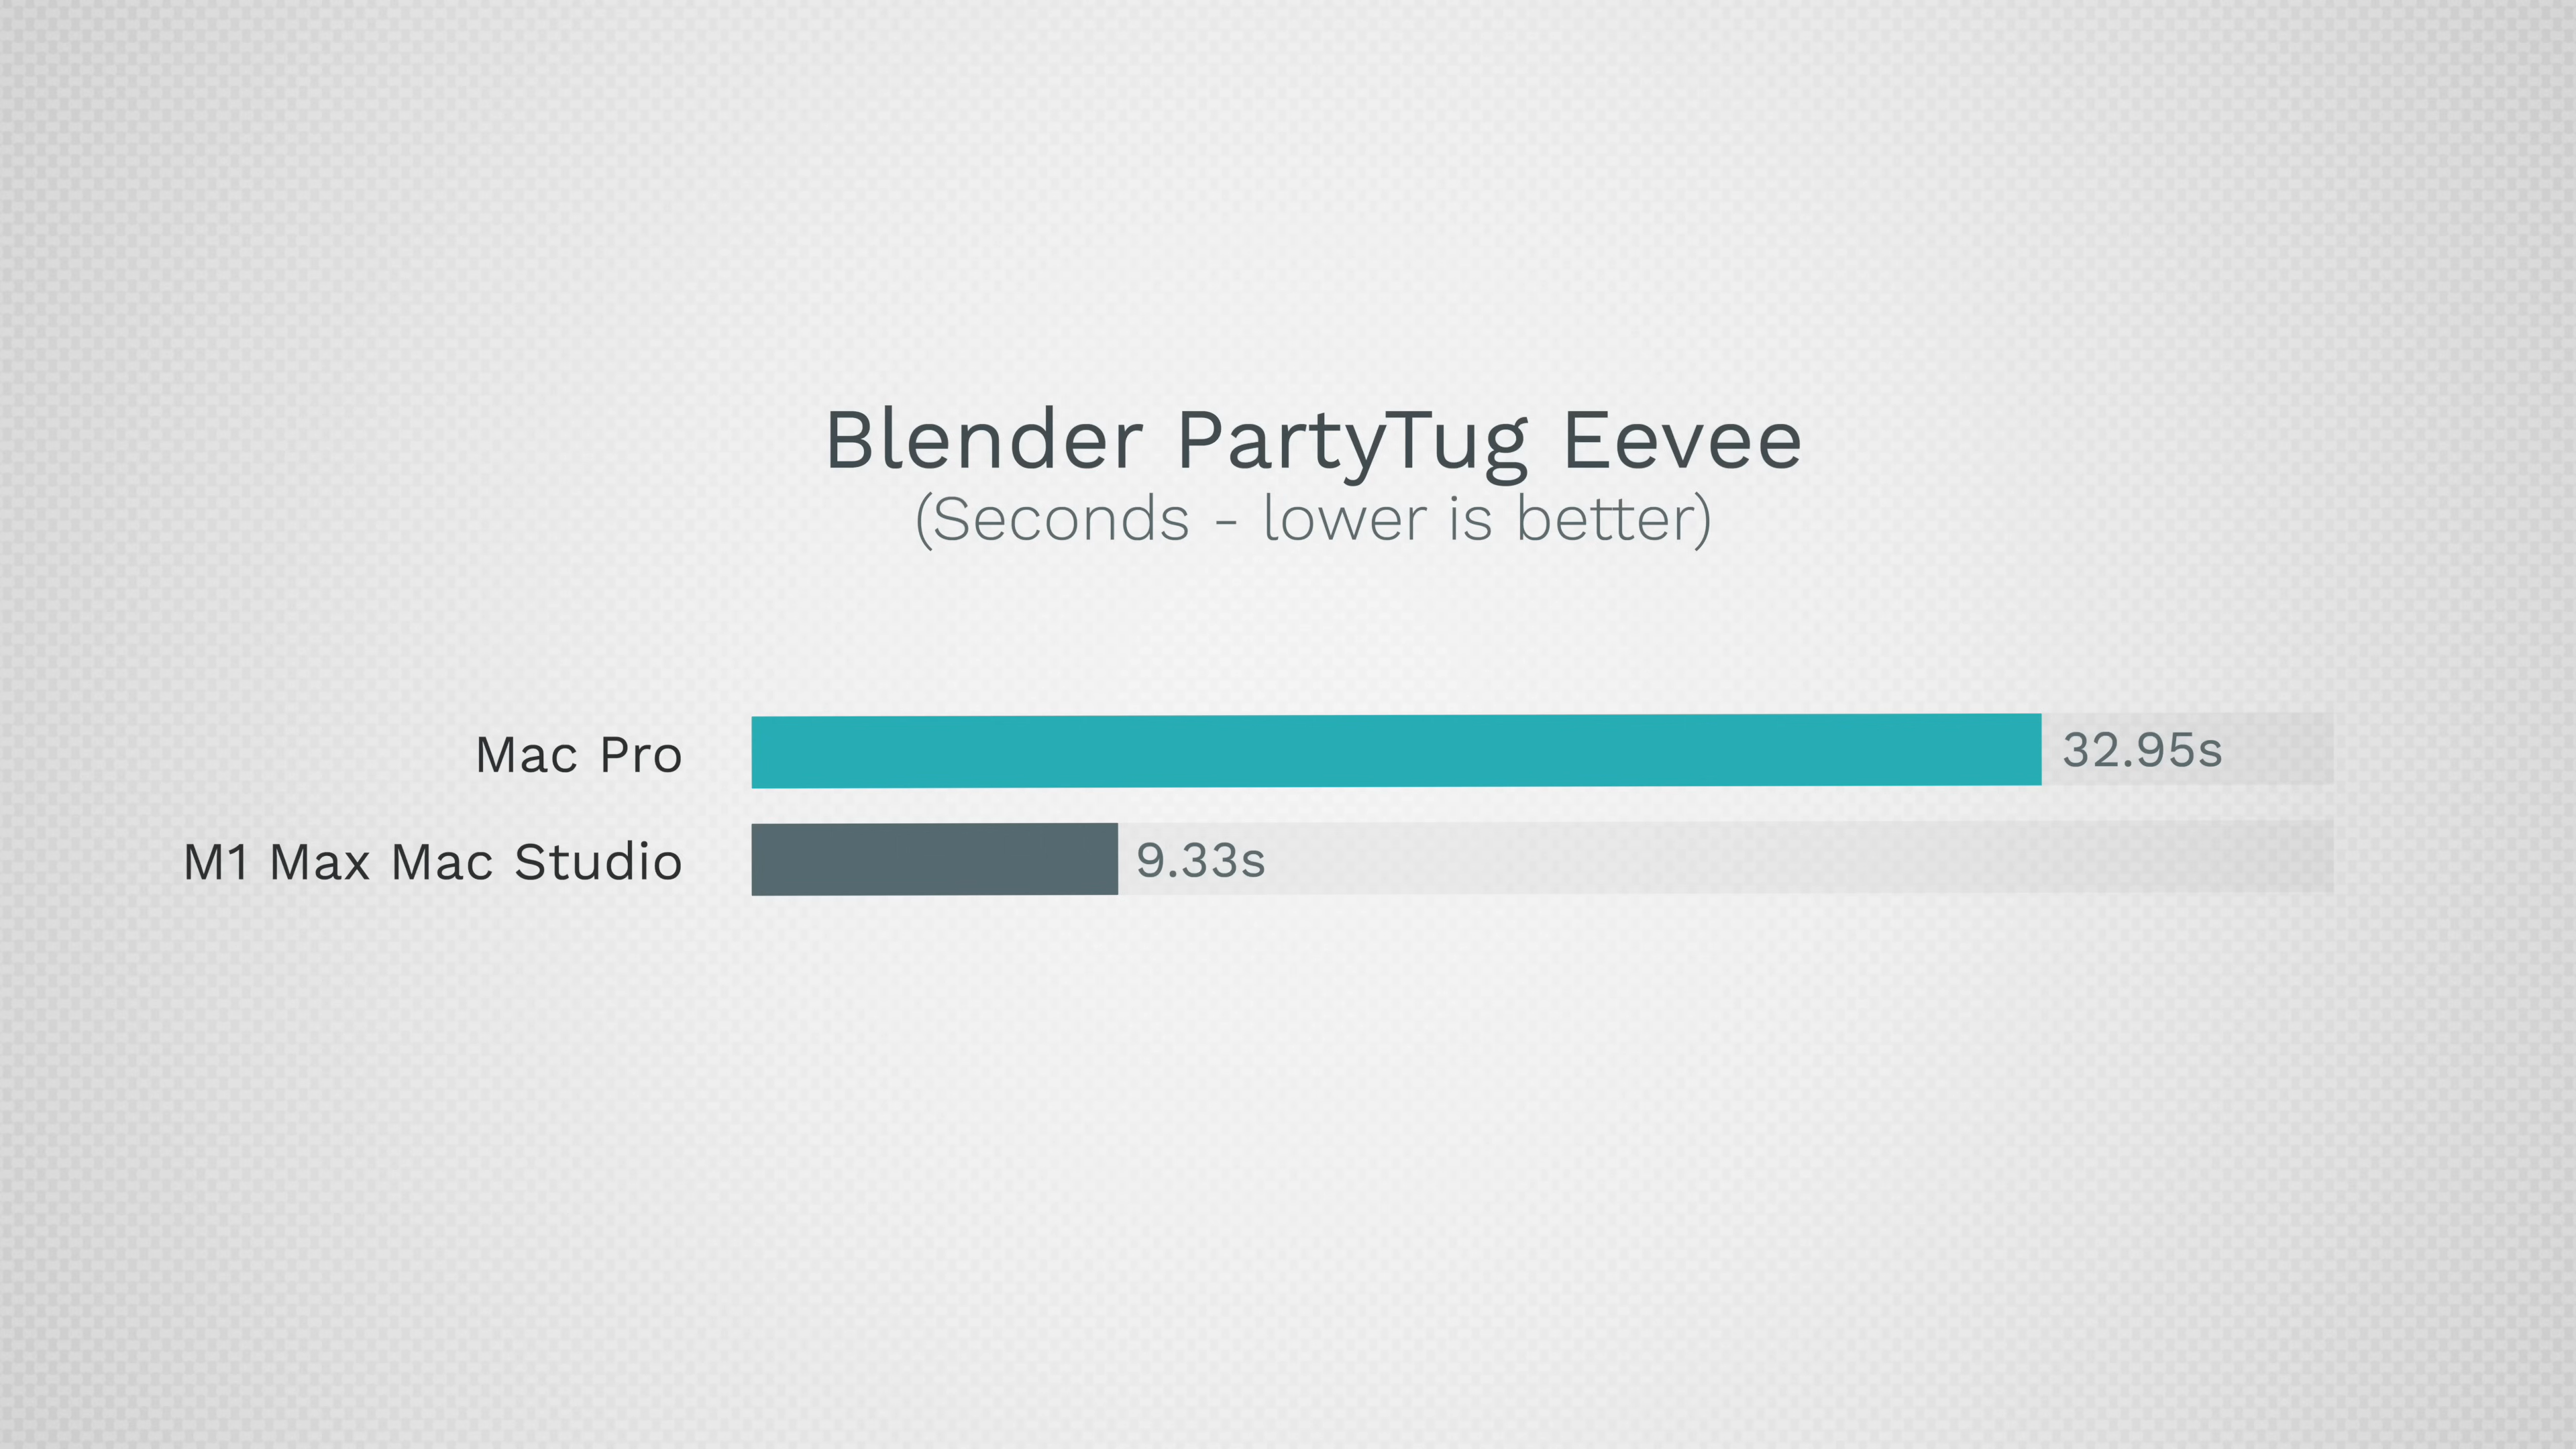 Blender PartyTug Eevee
(Seconds - lower is better)
Mac Pro 32.95s
M1 Max Mac Studio 9.33s